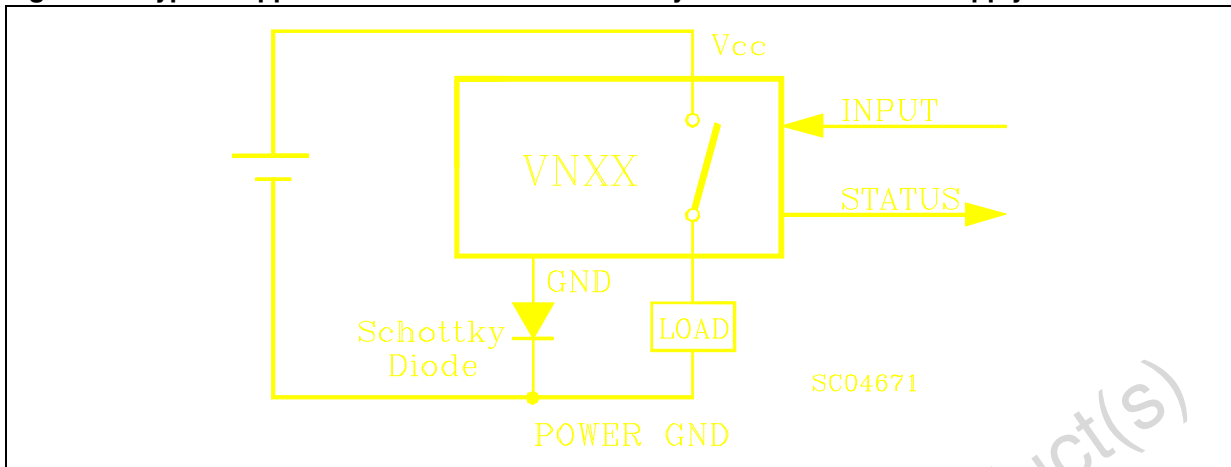 Vcc
INPUT
VNXX
STATUS
GND
Schottky
Diode
LOAD
SC04671
POWER GND